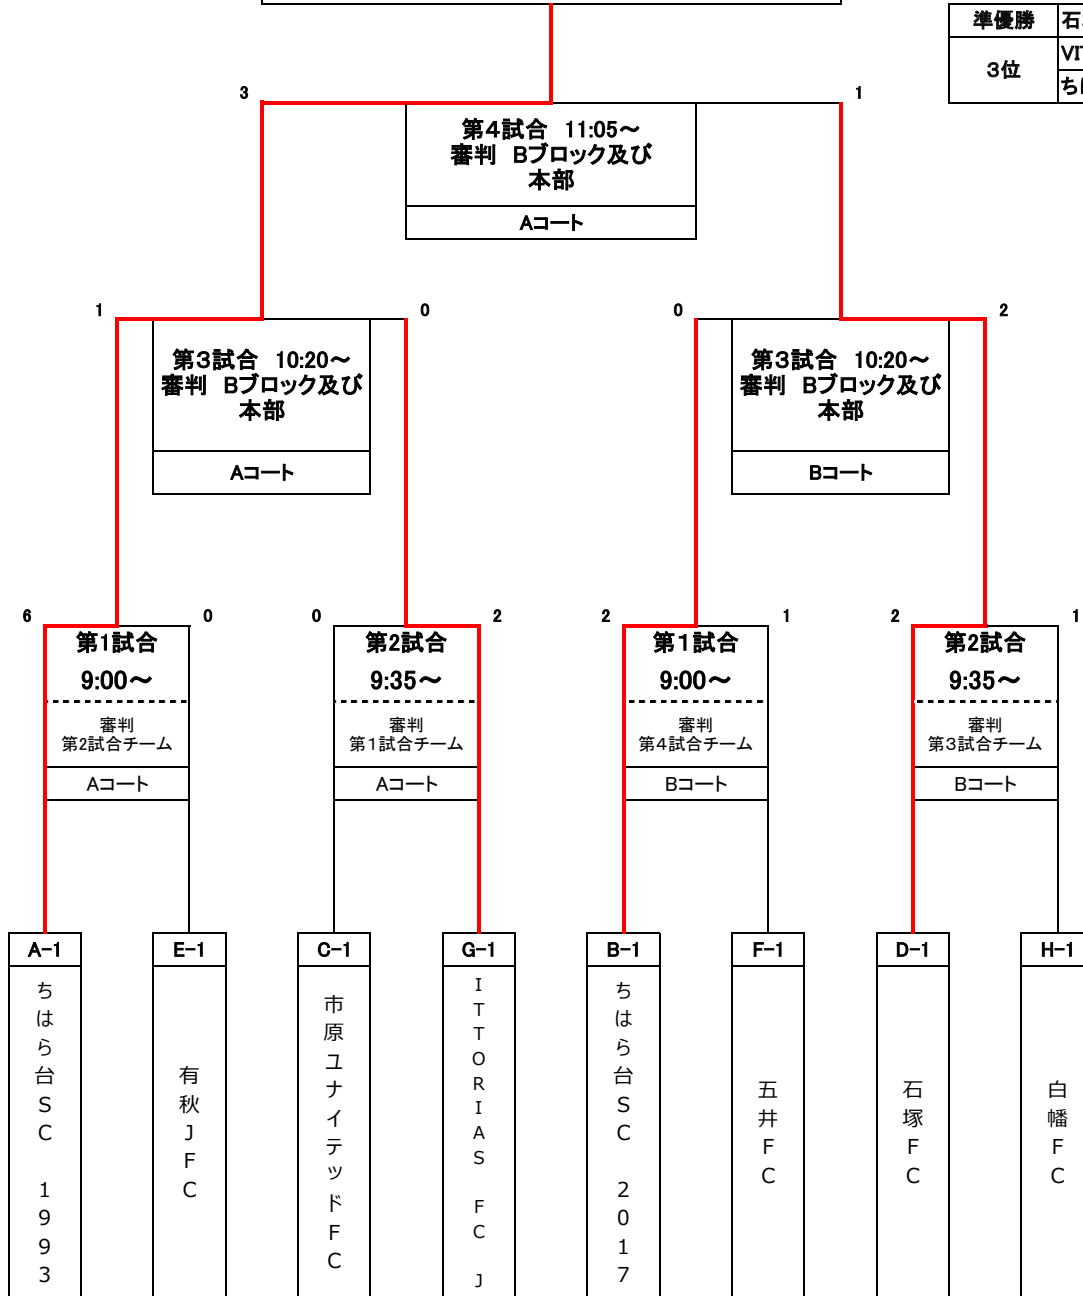 準優勝 石
3位 VI
ち
3 1
第4試合 11:05～
審判 Bブロック及び
本部
Aコート
1 0 0 2
第3試合 10:20～
審判 Bブロック及び
本部
Aコート
第3試合 10:20～
審判 Bブロック及び
本部
Bコート
6 0 0 2 2 1 2 1
第1試合
9:00～
審判
第2試合チーム
Aコート
第2試合
9:35～
審判
第1試合チーム
Aコート
第1試合
9:00～
審判
第4試合チーム
Bコート
第2試合
9:35～
審判
第3試合チーム
Bコート
A-1
ちはら台SC 1993
E-1
有秋JFC
C-1
市原ユナイテッドFC
G-1
ITTORIAS FC J
B-1
ちはら台SC 2017
F-1
五井FC
D-1
石塚FC
H-1
白幡FC